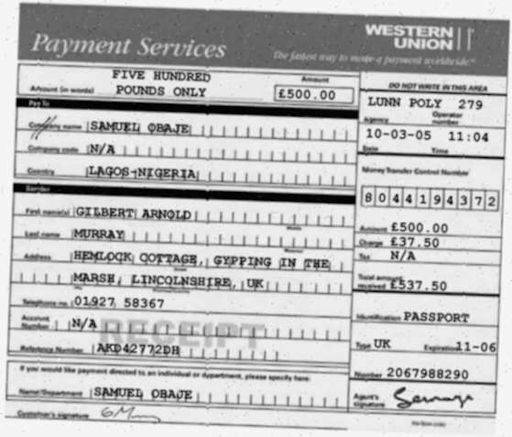 Payment Services
WESTERN UNION
The fastest way to make a payment worldwide
Amount (in words) FIVE HUNDRED POUNDS ONLY
Amount
£500.00
Pay To
Company name SAMUEL OBAJE
Company code N/A
Country LAGOS-NIGERIA
Sender
First name(s) GILBERT ARNOLD
Last name MURRAY
Address HEMLOCK COTTAGE, GYPPING IN THE
MARSH, LINCOLNSHIRE, UK
Telephone no. 01927 58367
Account Number N/A
RECEIPT
Reference Number AKD42772DH
If you would like payment directed to an individual or department, please specify here:
Name/Department SAMUEL OBAJE
Customer's signature GM
DO NOT WRITE IN THIS AREA
LUNN POLY 279
Agency Operator number
10-03-05 11:04
Date Time
Money Transfer Control Number
8044194372
Amount £500.00
Charge £37.50
Tax N/A
Total amount received £537.50
Identification PASSPORT
Type UK Expiration 11-06
Number 2067988290
Agent's signature